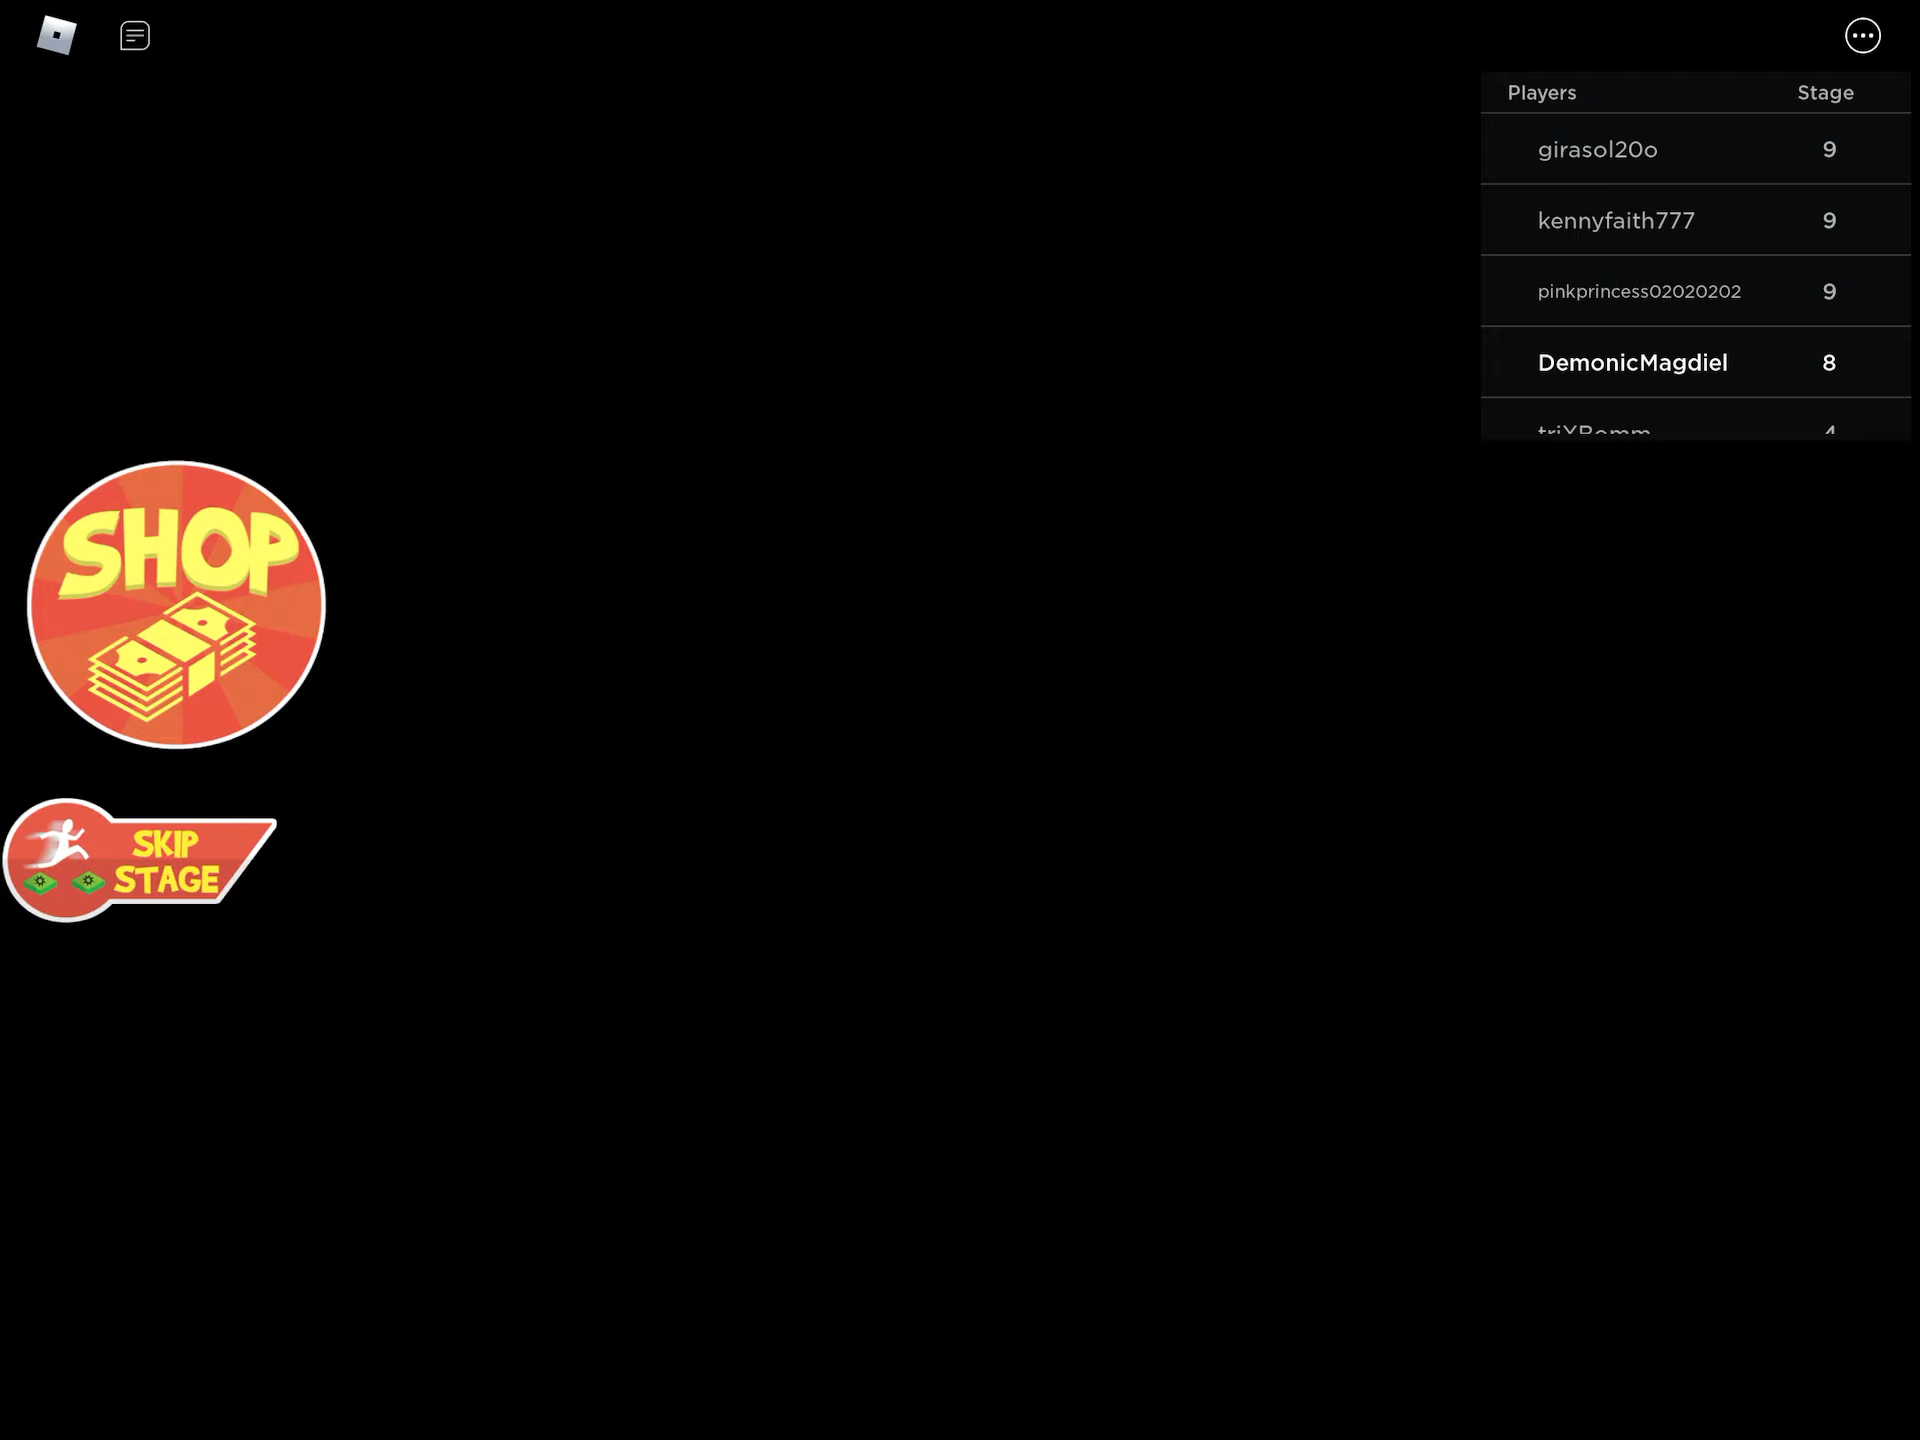 Players Stage
girasol20o 9
kennyfaith777 9
pinkprincess02020202 9
DemonicMagdiel 8
SHOP
SKIP
STAGE